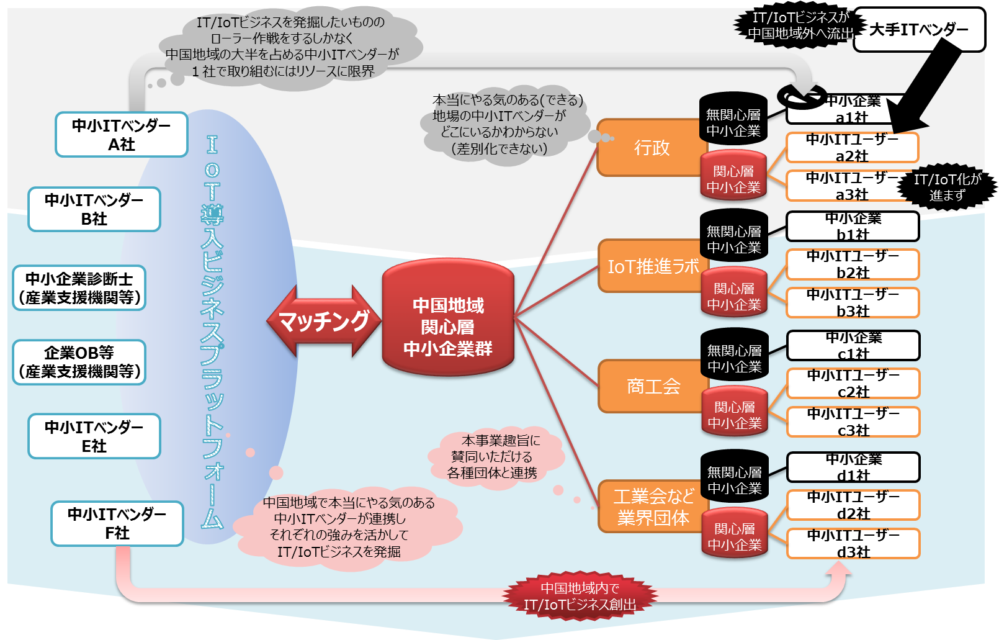 IT/IoTビジネスを発掘したいものの
ローラー作戦をするしかなく
中国地域の大半を占める中小ITベンダーが
1社で取り組むにはリソースに限界
IT/IoTビジネスが
中国地域外へ流出
大手ITベンダー
本当にやる気のある(できる)
地場の中小ITベンダーが
どこにいるかわからない
(差別化できない)
中小ITベンダー
A社
中小ITベンダー
B社
中小企業診断士
(産業支援機関等)
企業OB等
(産業支援機関等)
中小ITベンダー
E社
中小ITベンダー
F社
IoT導入ビジネスプラットフォーム
マッチング
中国地域
関心層
中小企業群
行政
無関心層
中小企業
関心層
中小企業
中小企業
a1社
中小ITユーザー
a2社
中小ITユーザー
a3社
IT/IoT化が
進まず
IoT推進ラボ
無関心層
中小企業
関心層
中小企業
中小企業
b1社
中小ITユーザー
b2社
中小ITユーザー
b3社
商工会
無関心層
中小企業
関心層
中小企業
中小企業
c1社
中小ITユーザー
c2社
中小ITユーザー
c3社
工業会など
業界団体
無関心層
中小企業
関心層
中小企業
中小企業
d1社
中小ITユーザー
d2社
中小ITユーザー
d3社
本事業趣旨に
賛同いただける
各種団体と連携
中国地域で本当にやる気のある
中小ITベンダーが連携し
それぞれの強みを活かして
IT/IoTビジネスを発掘
中国地域内で
IT/IoTビジネス創出